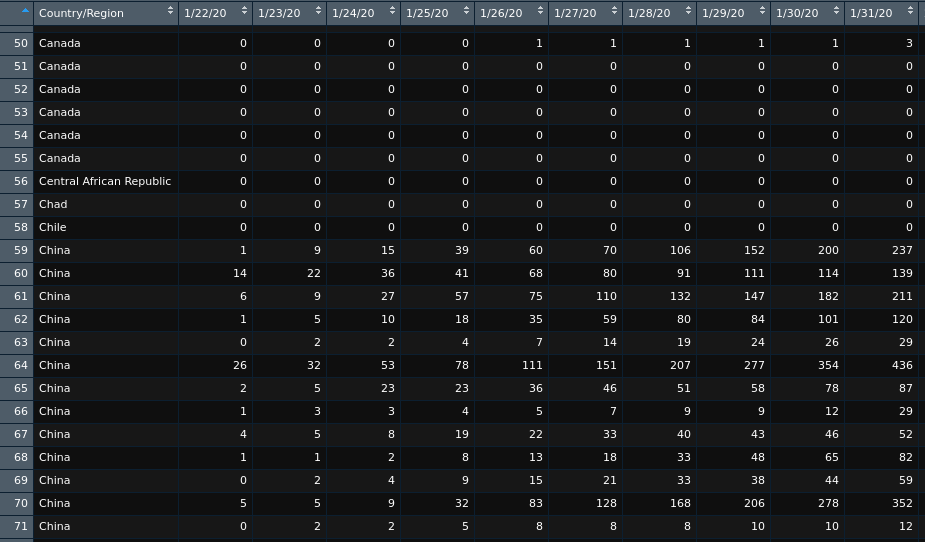 Country/Region 1/22/20 1/23/20 1/24/20 1/25/20 1/26/20 1/27/20 1/28/20 1/29/20 1/30/20 1/31/20
50 Canada 0 0 0 0 1 1 1 1 1 3
51 Canada 0 0 0 0 0 0 0 0 0 0
52 Canada 0 0 0 0 0 0 0 0 0 0
53 Canada 0 0 0 0 0 0 0 0 0 0
54 Canada 0 0 0 0 0 0 0 0 0 0
55 Canada 0 0 0 0 0 0 0 0 0 0
56 Central African Republic 0 0 0 0 0 0 0 0 0 0
57 Chad 0 0 0 0 0 0 0 0 0 0
58 Chile 0 0 0 0 0 0 0 0 0 0
59 China 1 9 15 39 60 70 106 152 200 237
60 China 14 22 36 41 68 80 91 111 114 139
61 China 6 9 27 57 75 110 132 147 182 211
62 China 1 5 10 18 35 59 80 84 101 120
63 China 0 2 2 4 7 14 19 24 26 29
64 China 26 32 53 78 111 151 207 277 354 436
65 China 2 5 23 23 36 46 51 58 78 87
66 China 1 3 3 4 5 7 9 9 12 29
67 China 4 5 8 19 22 33 40 43 46 52
68 China 1 1 2 8 13 18 33 48 65 82
69 China 0 2 4 9 15 21 33 38 44 59
70 China 5 5 9 32 83 128 168 206 278 352
71 China 0 2 2 5 8 8 8 10 10 12